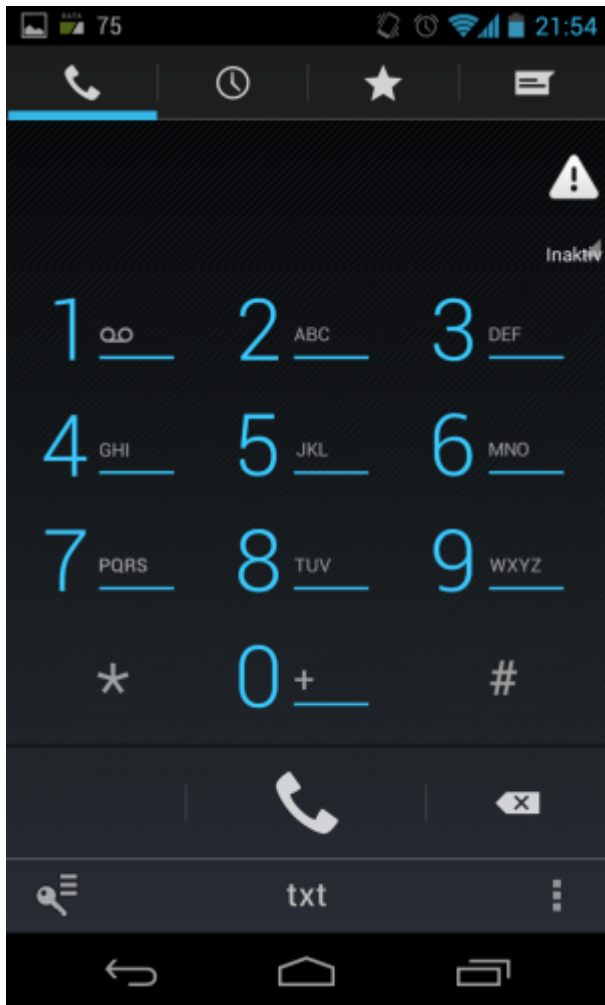 DATA 75 21:54
Inaktiv
1 2 ABC 3 DEF
4 GHI 5 JKL 6 MNO
7 PQRS 8 TUV 9 WXYZ
* 0 + #
txt